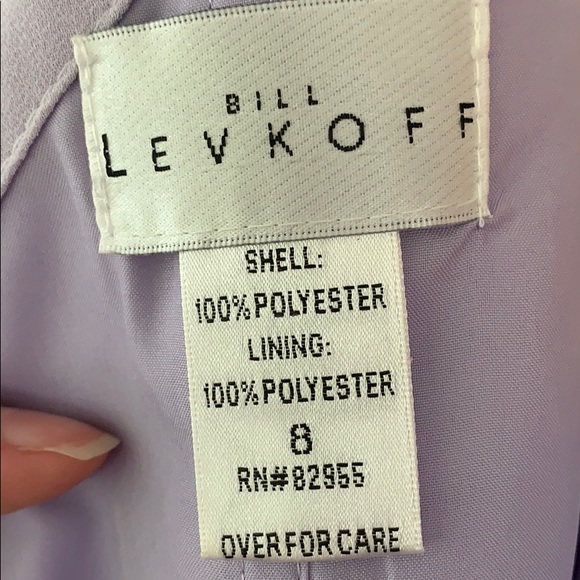 BILL
LEVKOFF
SHELL:
100%POLYESTER
LINING:
100%POLYESTER
8
RN#82955
OVER FOR CARE